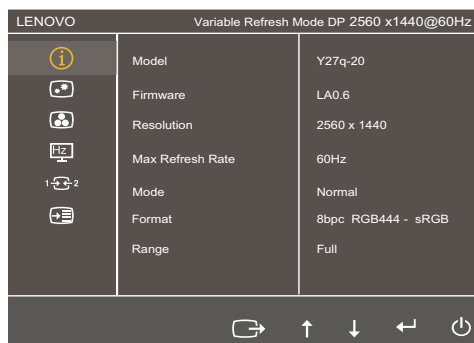 LENOVO Variable Refresh Mode DP 2560 x1440@60Hz
Model Y27q-20
Firmware LA0.6
Resolution 2560 x 1440
Hz
Max Refresh Rate 60Hz
1 2
Mode Normal
Format 8bpc RGB444 - sRGB
Range Full